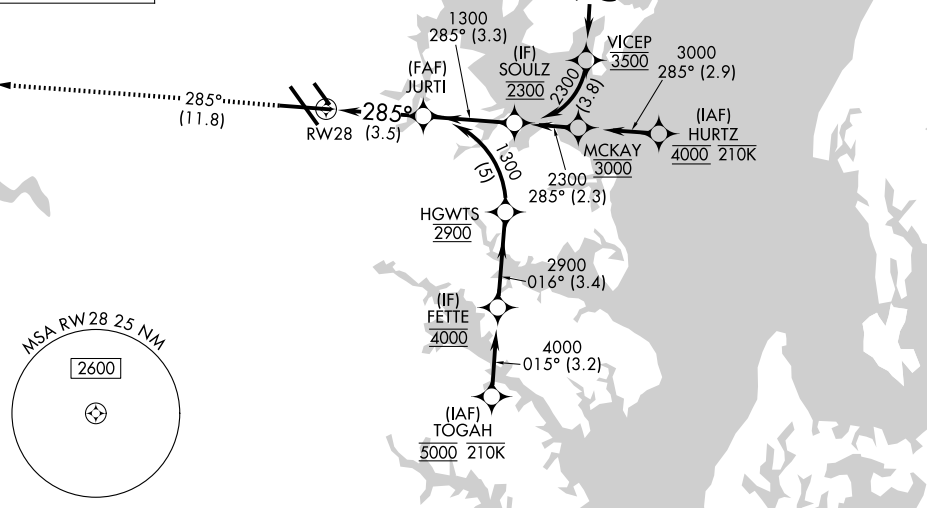 1300
285° (3.3)
(IF)
SOULZ
2300
VICEP
3500
3000
285° (2.9)
(FAF)
JURTI
2300
(3.8)
(IAF)
HURTZ
4000 210K
285°
(11.8)
RW28
285°
(3.5)
MCKAY
3000
2300
285° (2.3)
1300
(5)
HGWTS
2900
2900
016° (3.4)
(IF)
FETTE
4000
4000
015° (3.2)
(IAF)
TOGAH
5000 210K
MSA RW28 25 NM
2600